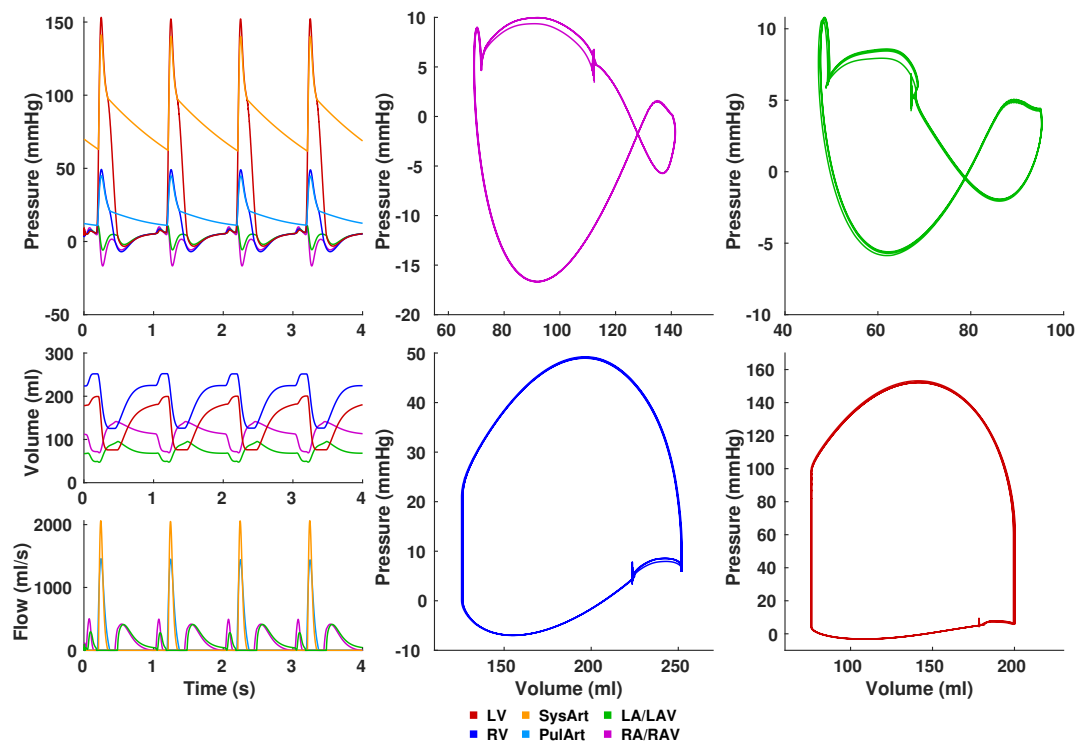 150
100
50
0
-50
Pressure (mmHg)
0 1 2 3 4
10
5
0
-5
-10
-15
-20
Pressure (mmHg)
60 80 100 120 140
10
5
0
-5
-10
Pressure (mmHg)
40 60 80 100
300
200
100
0
Volume (ml)
0 1 2 3 4
2000
1000
0
Flow (ml/s)
0 1 2 3 4
Time (s)
50
40
30
20
10
0
-10
Pressure (mmHg)
150 200 250
Volume (ml)
160
140
120
100
80
60
40
20
0
Pressure (mmHg)
100 150 200
Volume (ml)
LV SysArt LA/LAV
RV PulArt RA/RAV